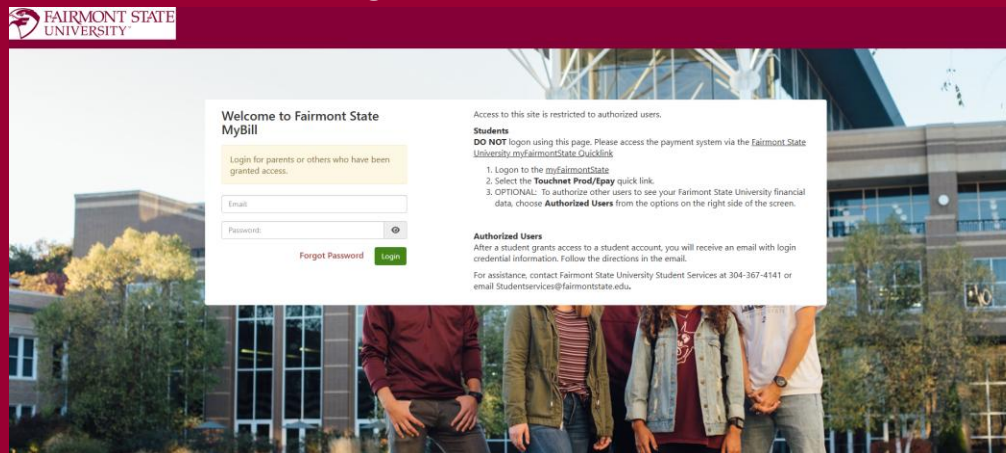 FAIRMONT STATE
UNIVERSITY
Welcome to Fairmont State
MyBill
Login for parents or others who have been
granted access.
Email:
Password:
Forgot Password
Login
Access to this site is restricted to authorized users.
Students
DO NOT logon using this page. Please access the payment system via the Fairmont State
University myFairmontState Quicklink
1. Logon to the myFairmontState
2. Select the Touchnet Prod/Epay quick link.
3. OPTIONAL: To authorize other users to see your Farimont State University financial
data, choose Authorized Users from the options on the right side of the screen.
Authorized Users
After a student grants access to a student account, you will receive an email with login
credential information. Follow the directions in the email.
For assistance, contact Fairmont State University Student Services at 304-367-4141 or
email Studentservices@fairmontstate.edu.